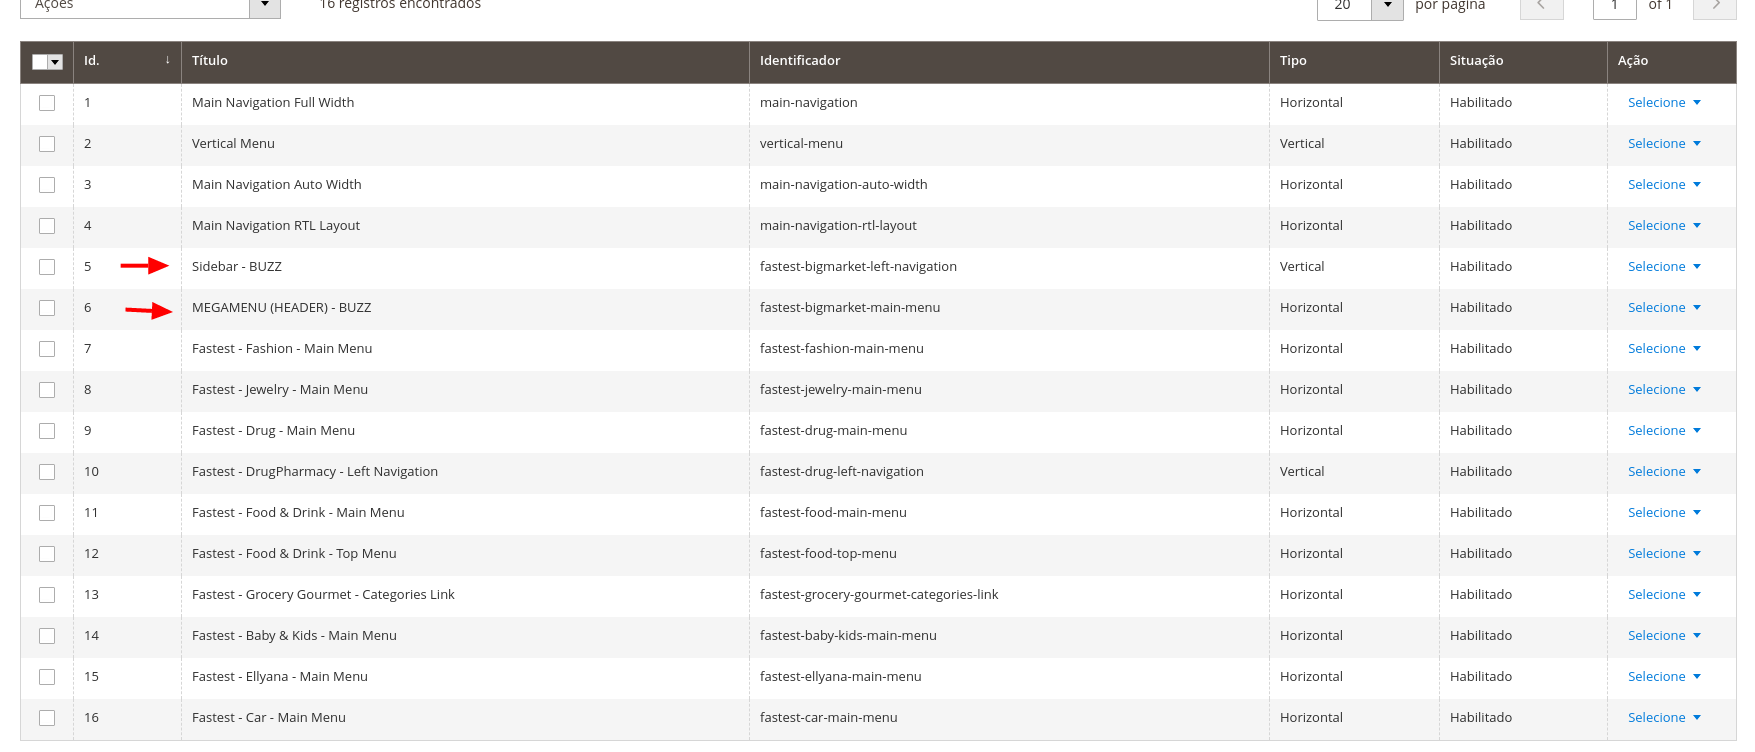 Ações 16 registros encontrados 20 por página 1 of 1
Id. ↓ Título Identificador Tipo Situação Ação
1 Main Navigation Full Width main-navigation Horizontal Habilitado Selecione
2 Vertical Menu vertical-menu Vertical Habilitado Selecione
3 Main Navigation Auto Width main-navigation-auto-width Horizontal Habilitado Selecione
4 Main Navigation RTL Layout main-navigation-rtl-layout Horizontal Habilitado Selecione
5 Sidebar - BUZZ fastest-bigmarket-left-navigation Vertical Habilitado Selecione
6 MEGAMENU (HEADER) - BUZZ fastest-bigmarket-main-menu Horizontal Habilitado Selecione
7 Fastest - Fashion - Main Menu fastest-fashion-main-menu Horizontal Habilitado Selecione
8 Fastest - Jewelry - Main Menu fastest-jewelry-main-menu Horizontal Habilitado Selecione
9 Fastest - Drug - Main Menu fastest-drug-main-menu Horizontal Habilitado Selecione
10 Fastest - DrugPharmacy - Left Navigation fastest-drug-left-navigation Vertical Habilitado Selecione
11 Fastest - Food & Drink - Main Menu fastest-food-main-menu Horizontal Habilitado Selecione
12 Fastest - Food & Drink - Top Menu fastest-food-top-menu Horizontal Habilitado Selecione
13 Fastest - Grocery Gourmet - Categories Link fastest-grocery-gourmet-categories-link Horizontal Habilitado Selecione
14 Fastest - Baby & Kids - Main Menu fastest-baby-kids-main-menu Horizontal Habilitado Selecione
15 Fastest - Ellyana - Main Menu fastest-ellyana-main-menu Horizontal Habilitado Selecione
16 Fastest - Car - Main Menu fastest-car-main-menu Horizontal Habilitado Selecione